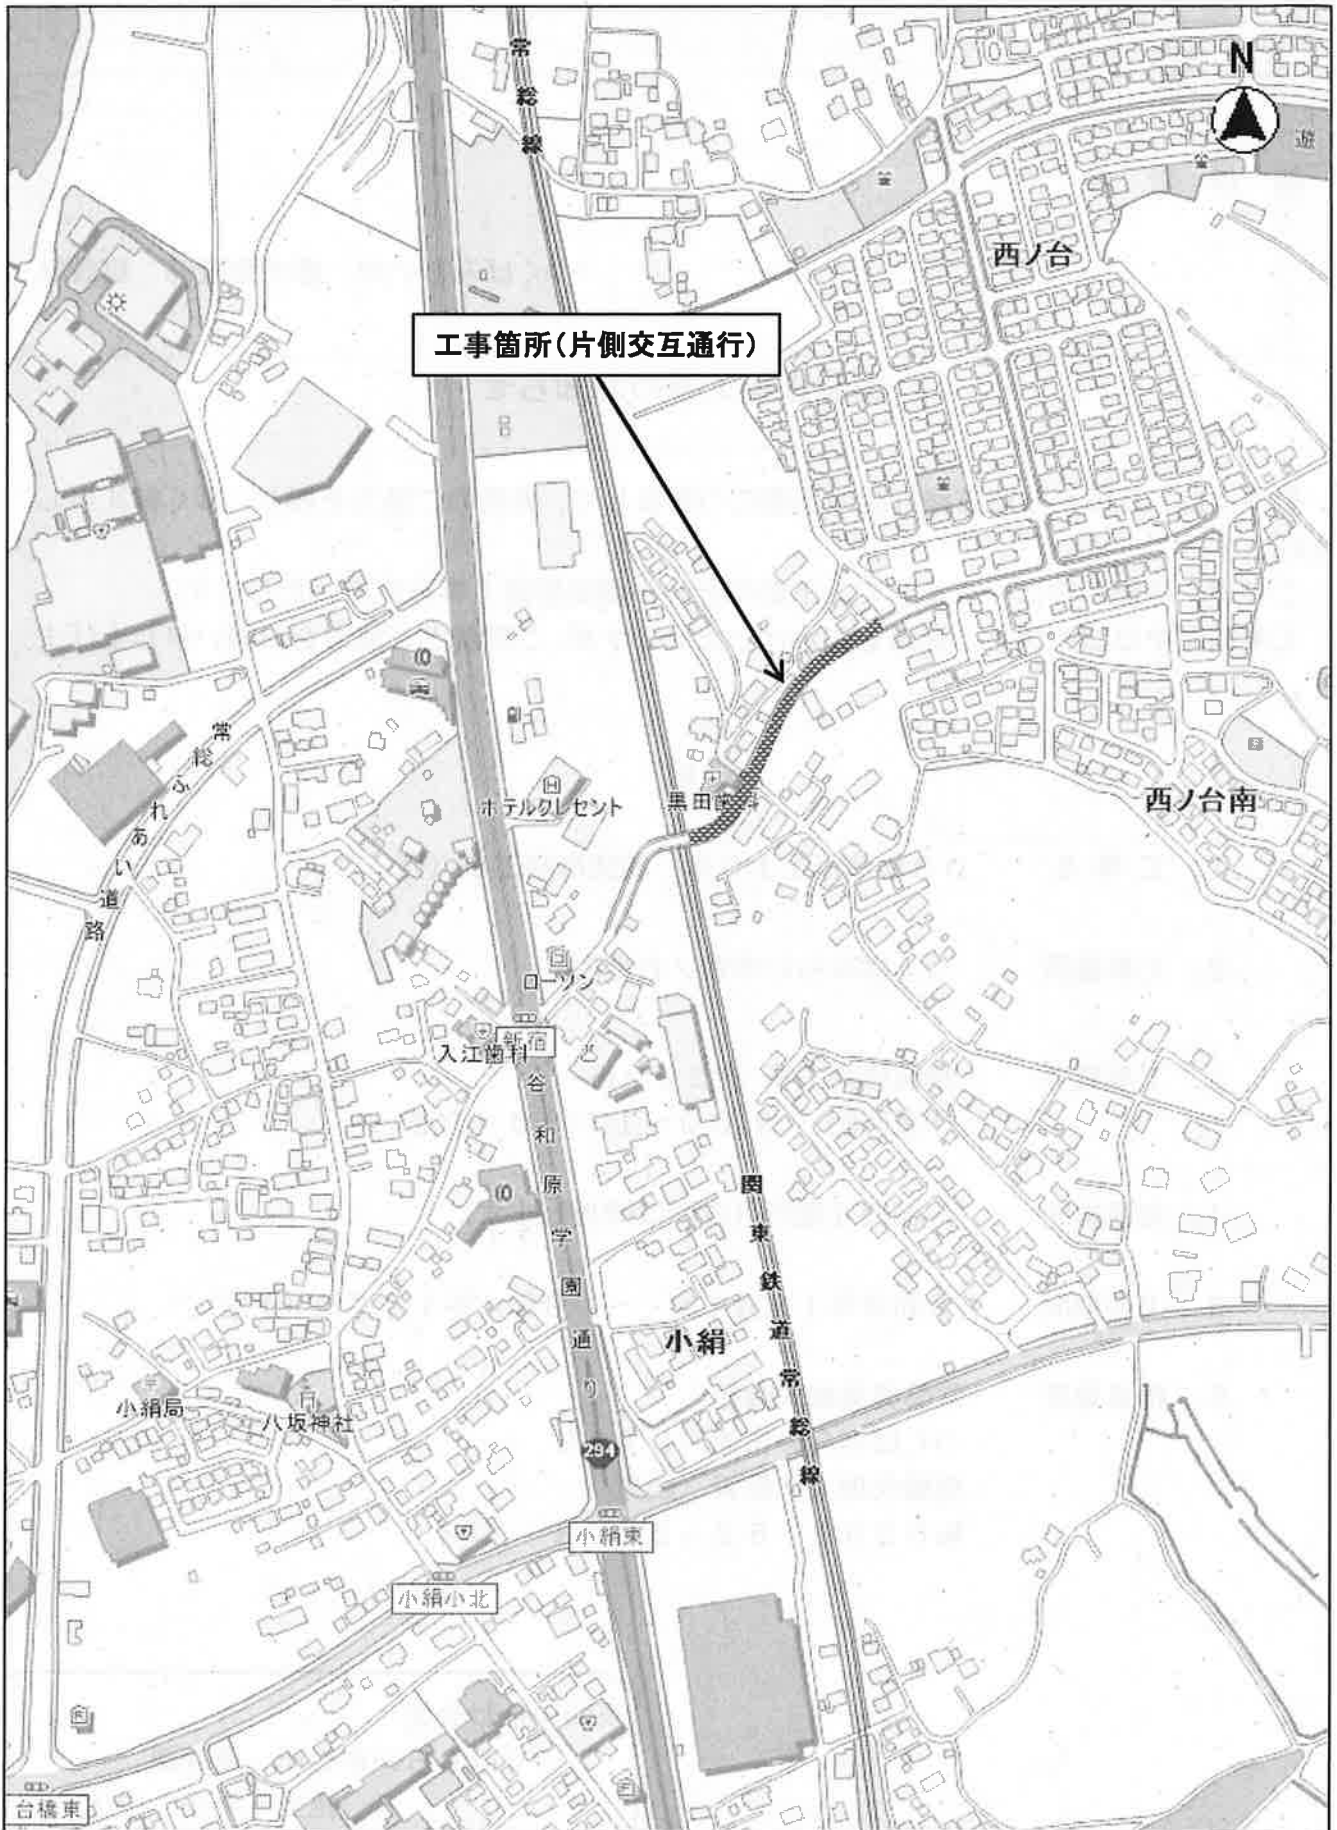 常総線
N
遊
西ノ台
工事箇所(片側交互通行)
常総ふれあい道路
ホテルクレセント
黒田歯科
西ノ台南
ローソン
新宿
入江歯科
谷和原学園通り
関東鉄道常総線
小絹
小絹局
八坂神社
294
小絹東
小絹小北
台橋東